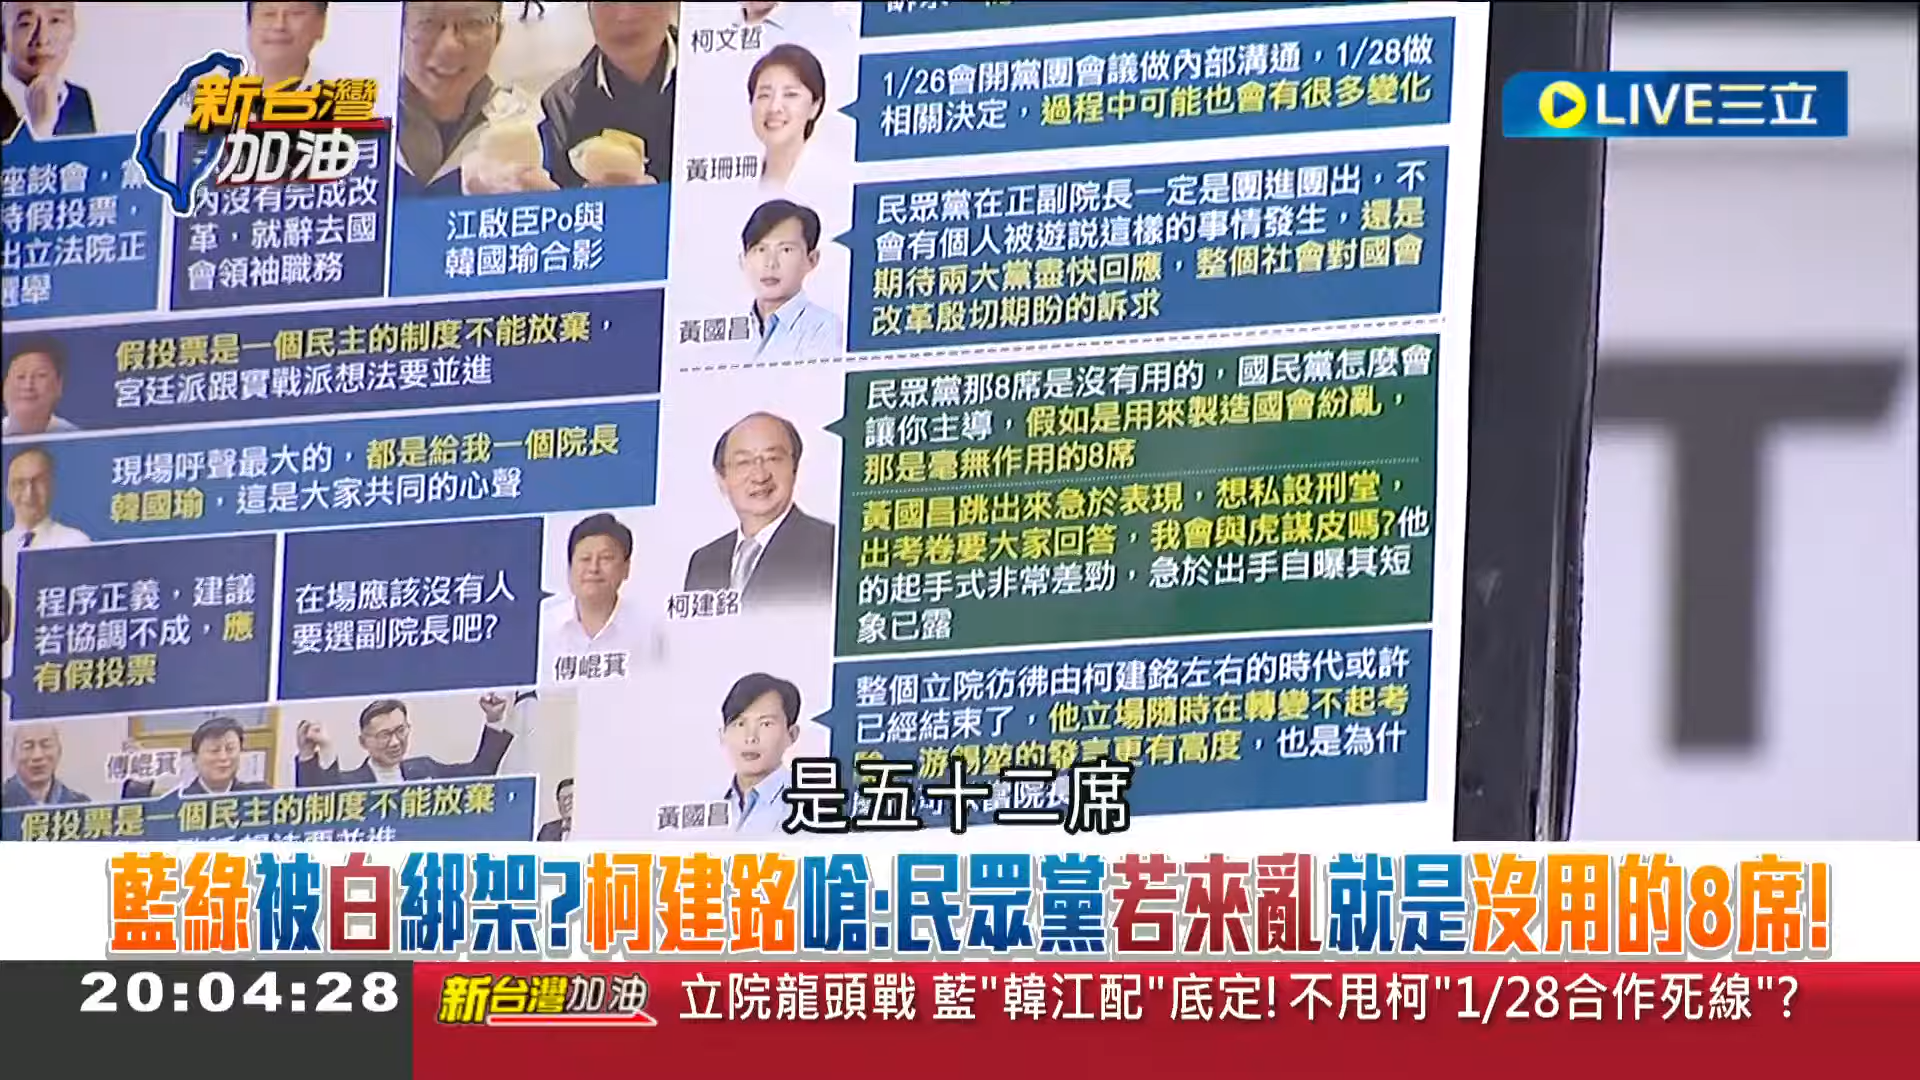 新台灣
加油
LIVE三立
柯文哲
1/26會開黨團會議做內部溝通，1/28做
相關決定，過程中可能也會有很多變化
黃珊珊
民眾黨在正副院長一定是團進團出，不
會有個人被遊說這樣的事情發生，還是
期待兩大黨盡快回應，整個社會對國會
改革殷切期盼的訴求
黃國昌
座談會，黨
持假投票，
出立法院正
選舉
內沒有完成改
革，就辭去國
會領袖職務
江啟臣Po與
韓國瑜合影
假投票是一個民主的制度不能放棄，
宮廷派跟實戰派想法要並進
現場呼聲最大的，都是給我一個院長
韓國瑜，這是大家共同的心聲
程序正義，建議
若協調不成，應
有假投票
在場應該沒有人
要選副院長吧?
傅崐萁
民眾黨那8席是沒有用的，國民黨怎麼會
讓你主導，假如是用來製造國會紛亂，
那是毫無作用的8席
黃國昌跳出來急於表現，想私設刑堂，
出考卷要大家回答，我會與虎謀皮嗎?他
的起手式非常差勁，急於出手自曝其短
象已露
柯建銘
整個立院彷彿由柯建銘左右的時代或許
已經結束了，他立場隨時在轉變不起考
游錫堃的發言更有高度，也是為什
黃國昌
傅崐萁
假投票是一個民主的制度不能放棄，
是五十二席
藍綠被白綁架?柯建銘嗆:民眾黨若來亂就是沒用的8席!
20:04:28
新台灣加油
立院龍頭戰 藍"韓江配"底定! 不甩柯"1/28合作死線"?